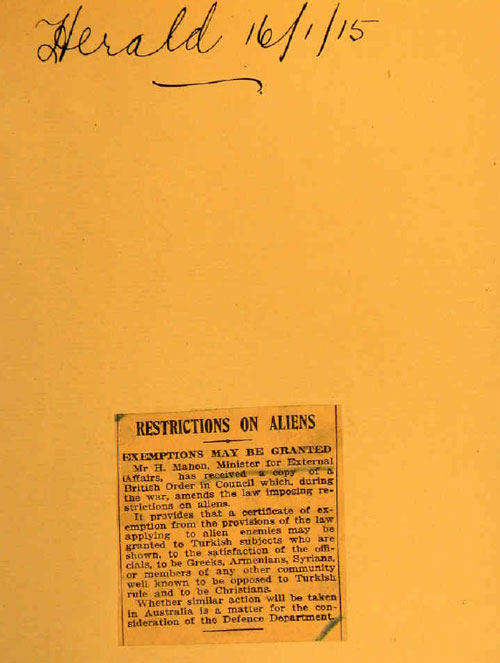 Herald 16/1/15
RESTRICTIONS ON ALIENS
EXEMPTIONS MAY BE GRANTED
Mr H. Mahon, Minister for External
Affairs, has received a copy of a
British Order in Council which, during
the war, amends the law imposing re-
strictions on aliens.
It provides that a certificate of ex-
emption from the provisions of the law
applying to alien enemies may be
granted to Turkish subjects who are
shown, to the satisfaction of the offi-
cials, to be Greeks, Armenians, Syrians,
or members of any other community
well known to be opposed to Turkish
rule and to be Christians.
Whether similar action will be taken
in Australia is a matter for the con-
sideration of the Defence Department.